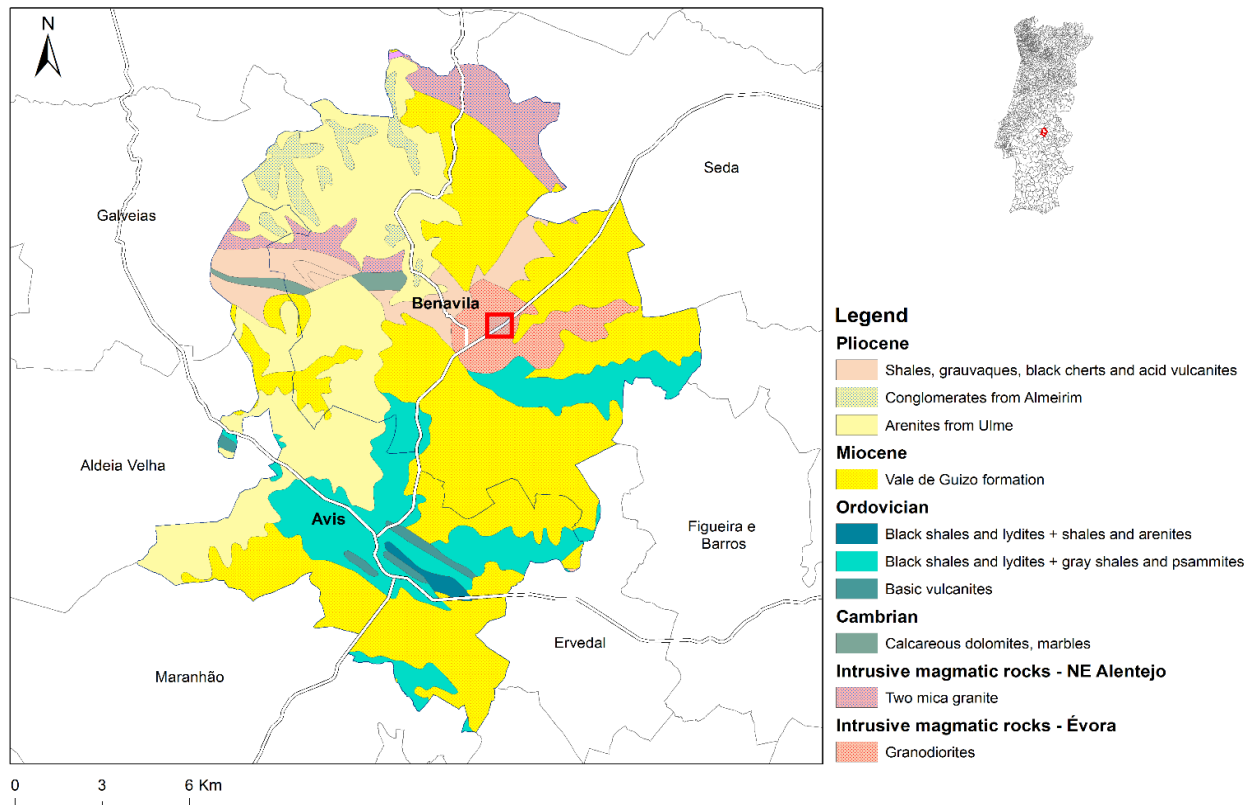 N
Seda
Galveias
Benavila
Aldeia Velha
Avis
Figueira e
Barros
Ervedal
Maranhão
0 3 6 Km
Legend
Pliocene
Shales, grauvaques, black cherts and acid vulcanites
Conglomerates from Almeirim
Arenites from Ulme
Miocene
Vale de Guizo formation
Ordovician
Black shales and lydites + shales and arenites
Black shales and lydites + gray shales and psammites
Basic vulcanites
Cambrian
Calcareous dolomites, marbles
Intrusive magmatic rocks - NE Alentejo
Two mica granite
Intrusive magmatic rocks - Évora
Granodiorites